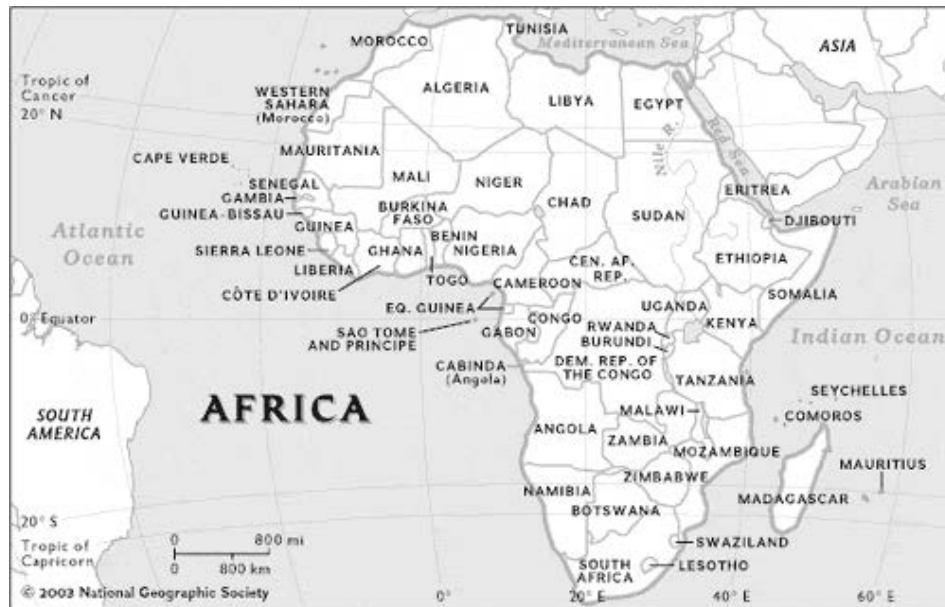 TUNISIA
MOROCCO
Mediterranean Sea
ASIA
Tropic of
Cancer
20° N
WESTERN
SAHARA
(Morocco)
ALGERIA
LIBYA
EGYPT
Nile R.
Red Sea
MAURITANIA
CAPE VERDE
MALI
NIGER
CHAD
SUDAN
ERITREA
Arabian
Sea
SENEGAL
GAMBIA
GUINEA-BISSAU
BURKINA
FASO
DJIBOUTI
GUINEA
Atlantic
Ocean
BENIN
NIGERIA
SIERRA LEONE
GHANA
ETHIOPIA
CEN. AF.
REP.
LIBERIA
TOGO
CAMEROON
CÔTE D'IVOIRE
SOMALIA
EQ. GUINEA
UGANDA
0° Equator
CONGO
KENYA
SAO TOME
AND PRINCIPE
GABON
RWANDA
BURUNDI
Indian Ocean
DEM. REP. OF
THE CONGO
CABINDA
(Angola)
TANZANIA
SEYCHELLES
AFRICA
SOUTH
AMERICA
MALAWI
COMOROS
ANGOLA
ZAMBIA
MOZAMBIQUE
MAURITIUS
ZIMBABWE
NAMIBIA
MADAGASCAR
BOTSWANA
20° S
Tropic of
Capricorn
0 800 mi
0 800 km
SWAZILAND
SOUTH
AFRICA
LESOTHO
© 2003 National Geographic Society
0° 20° E 40° E 60° E